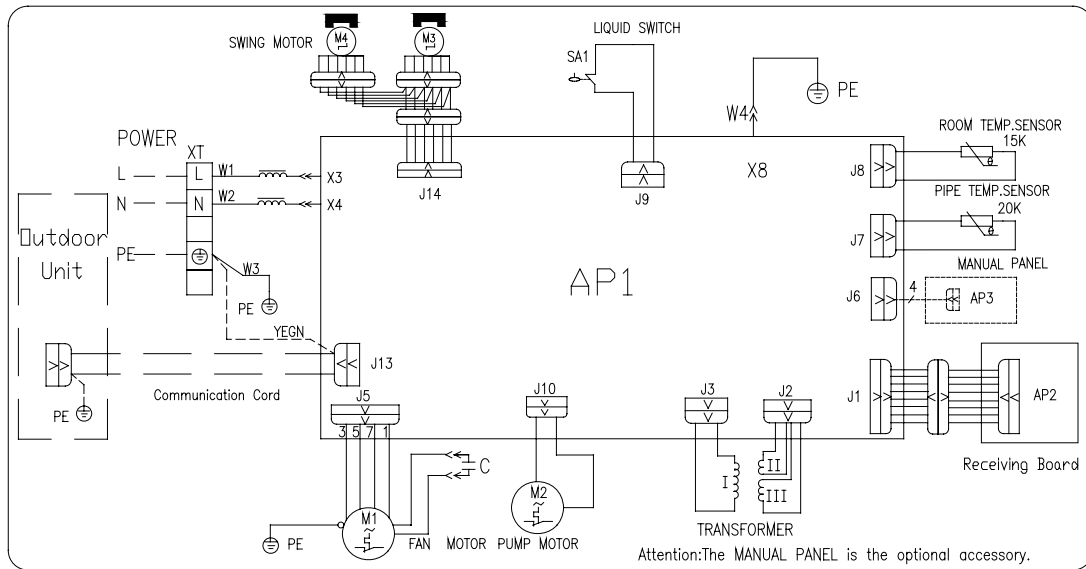 M4
M3
SWING MOTOR
LIQUID SWITCH
SA1
PE
W4
POWER
XT
ROOM TEMP.SENSOR
15K
L
L
W1
X3
J14
J9
X8
J8
N
N
W2
X4
PIPE TEMP.SENSOR
20K
Outdoor
Unit
PE
W3
PE
J7
MANUAL PANEL
AP1
J6
4
AP3
YEGN
J13
Communication Cord
PE
J5
J10
J3
J2
J1
AP2
3 5 7 1
C
I
II
III
Receiving Board
M1
M2
PE
FAN MOTOR
PUMP MOTOR
TRANSFORMER
Attention:The MANUAL PANEL is the optional accessory.